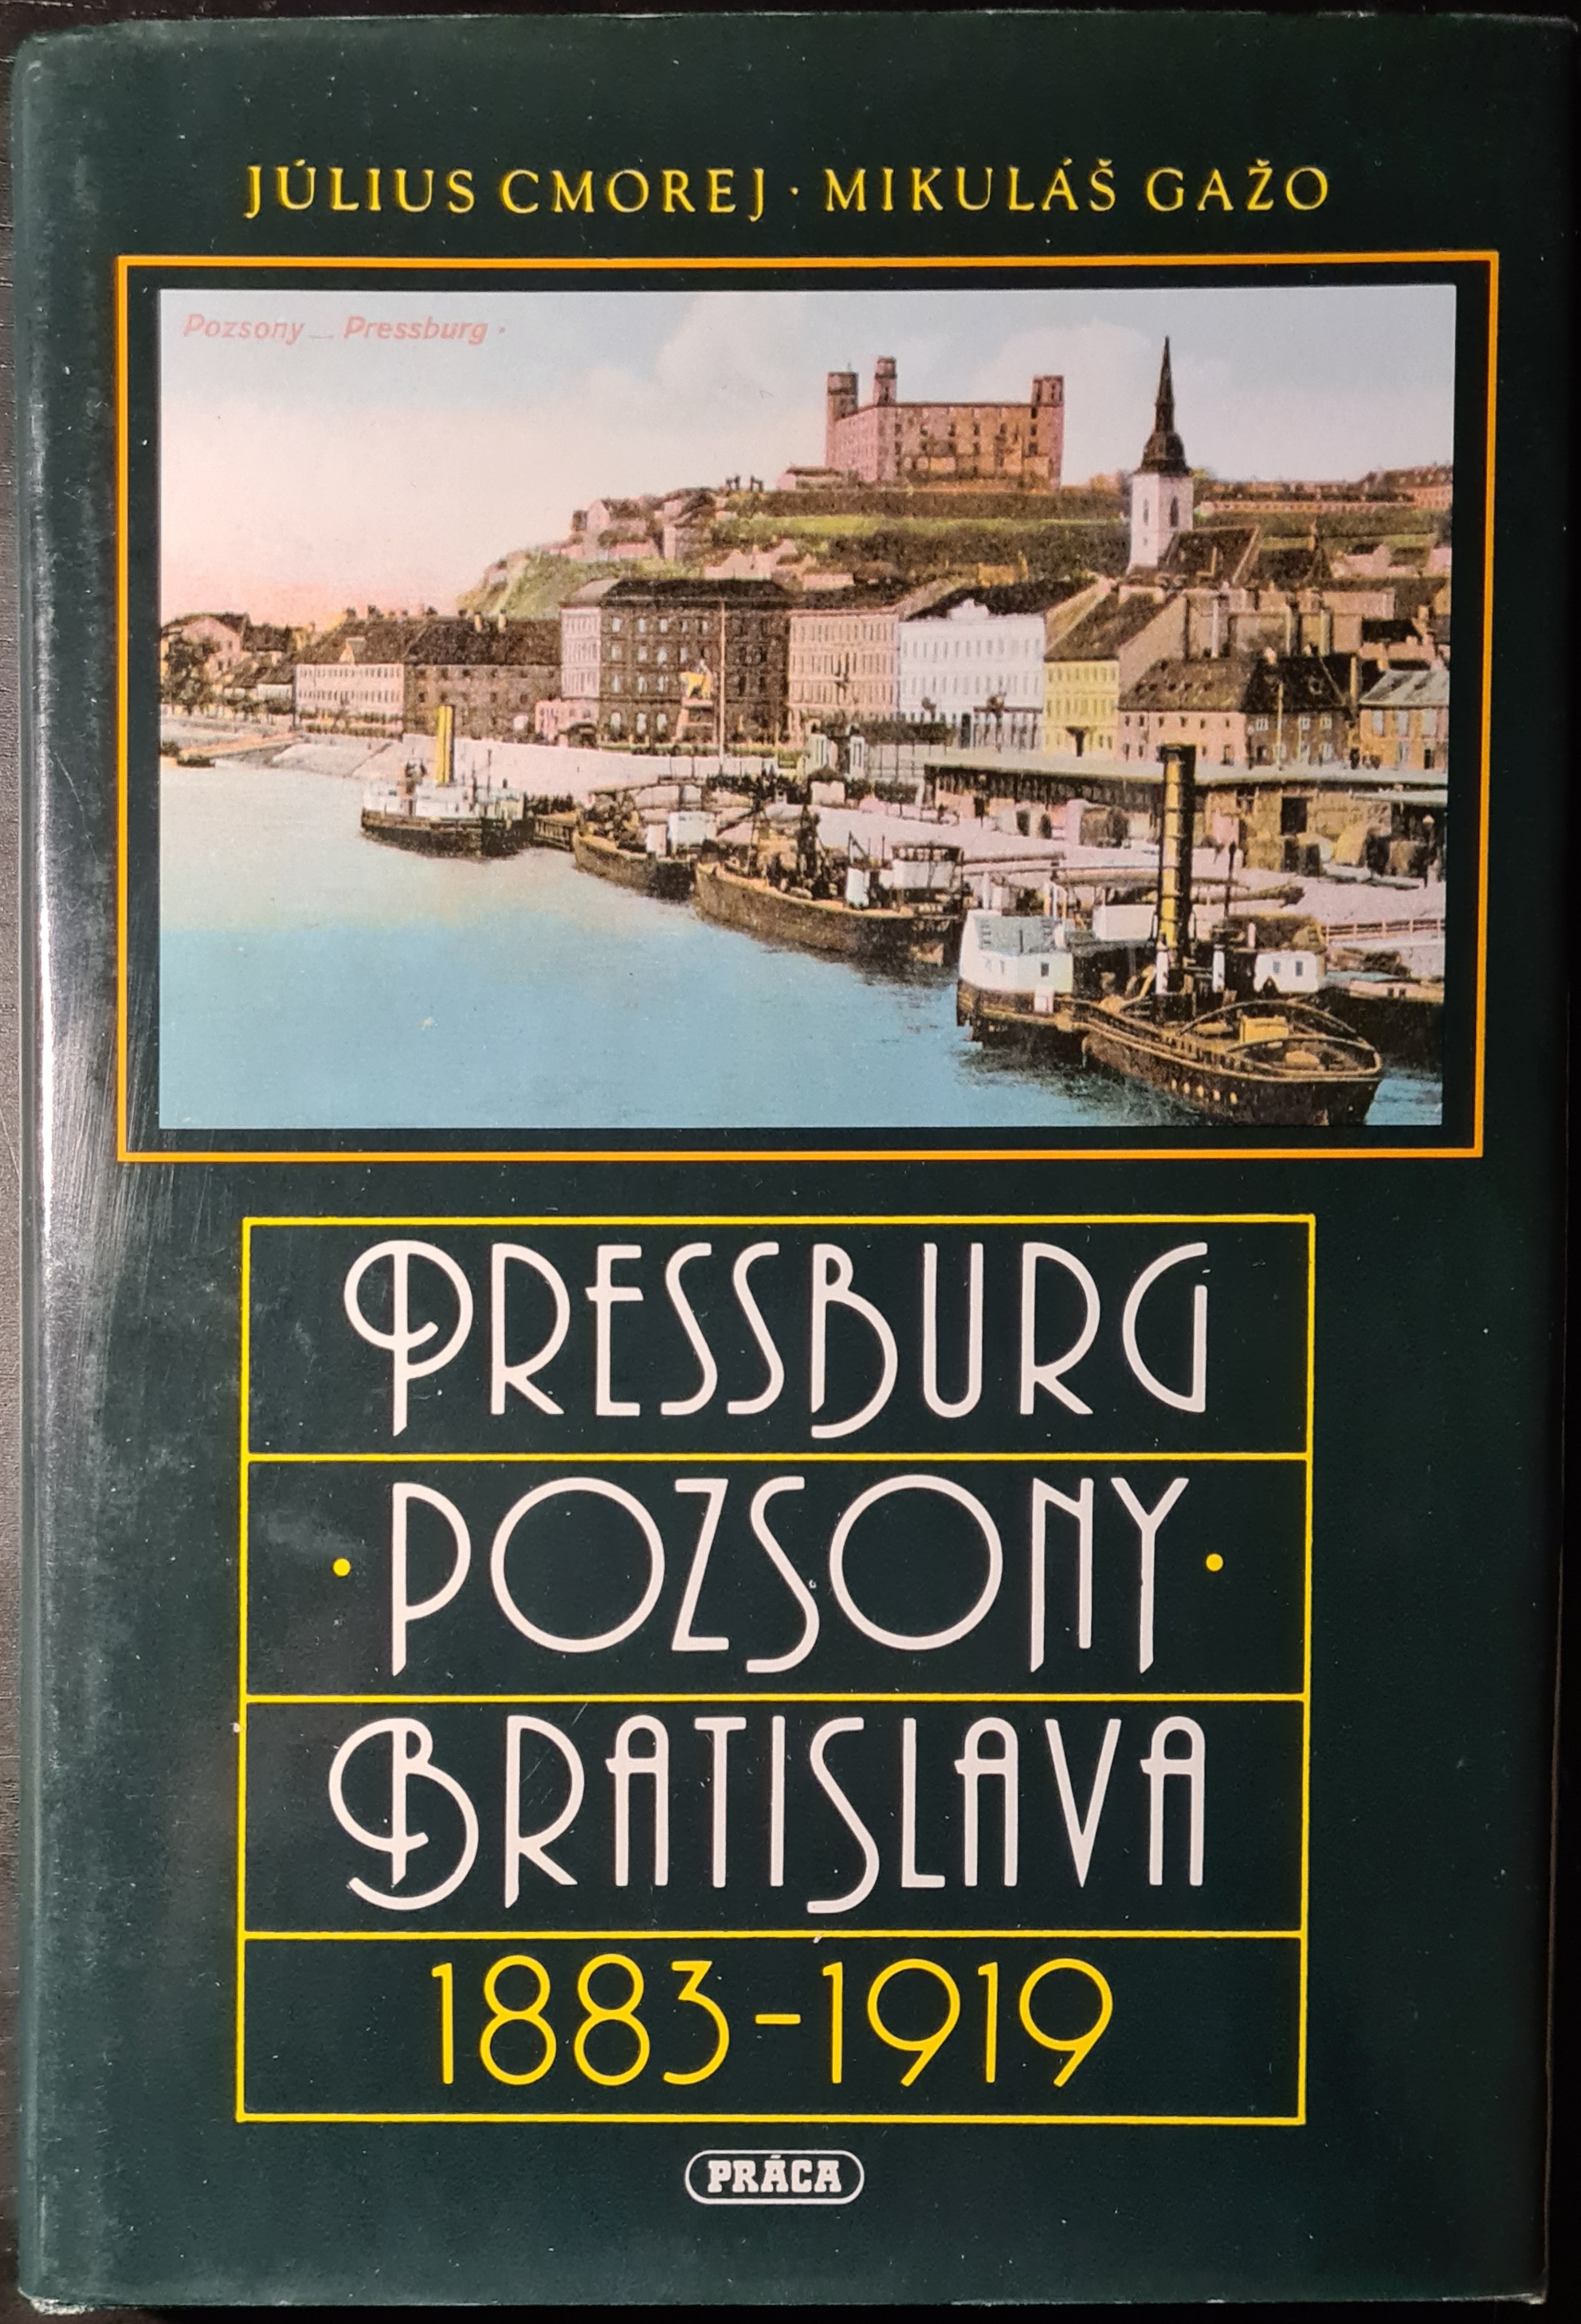 JÚLIUS CMOREJ · MIKULÁŠ GAŽO
Pozsony — Pressburg ·
PRESSBURG
· POZSONY ·
BRATISLAVA
1883-1919
PRÁCA